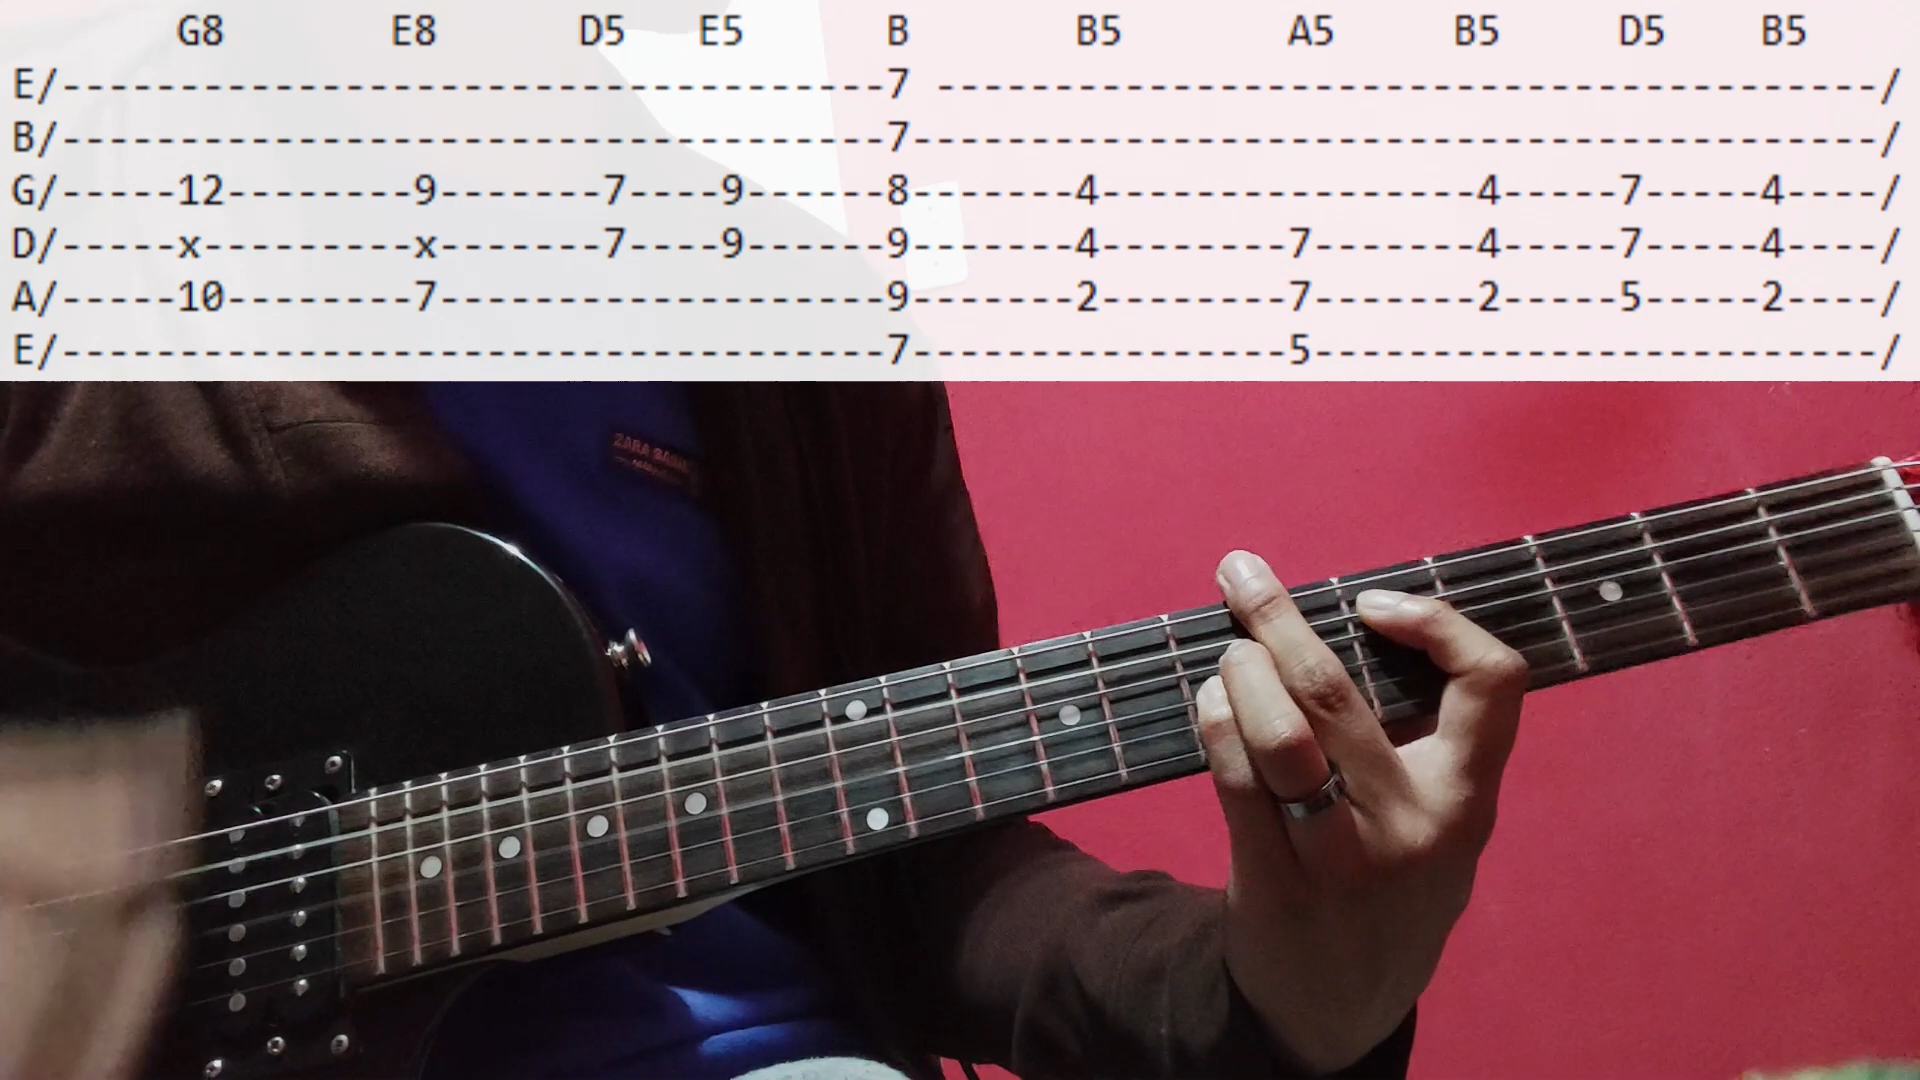 G8 E8 D5 E5 B B5 A5 B5 D5 B5
E/-----------------------------------7 ----------------------------------------/
B/-----------------------------------7-----------------------------------------/
G/-----12--------9-------7----9------8-------4----------------4-----7-----4----/
D/-----x---------x-------7----9------9-------4--------7-------4-----7-----4----/
A/-----10--------7-------------------9-------2--------7-------2-----5-----2----/
E/-----------------------------------7----------------5------------------------/
ZARA